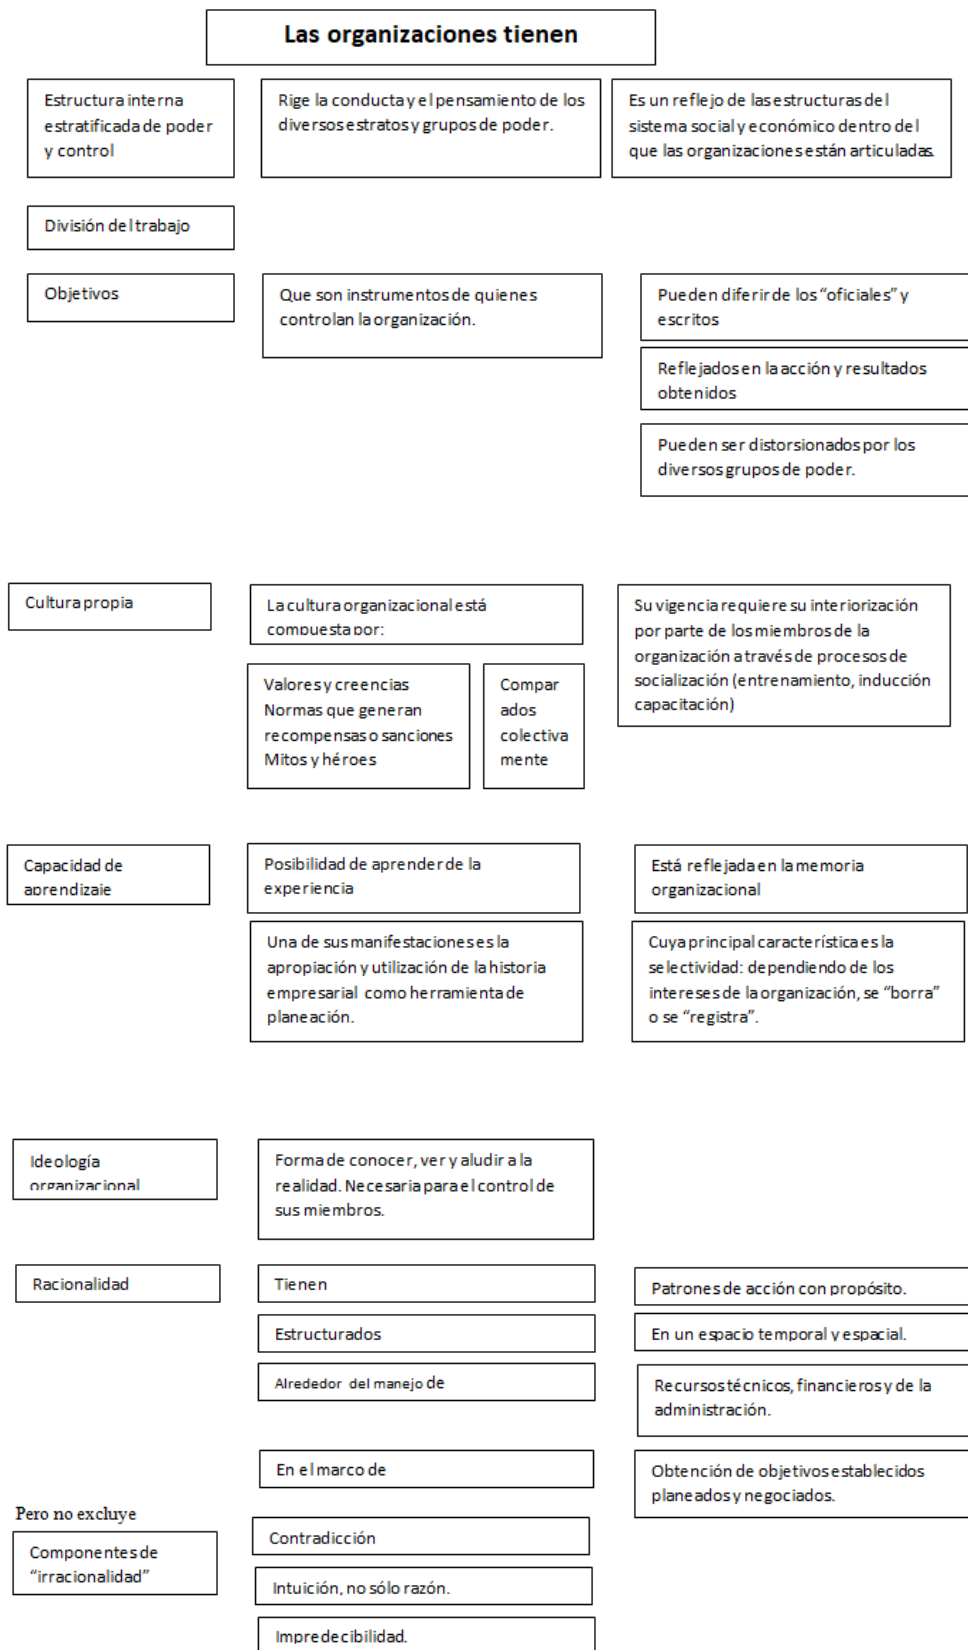 Las organizaciones tienen
Estructura interna
estratificada de poder
y control
Rige la conducta y el pensamiento de los
diversos estratos y grupos de poder.
Es un reflejo de las estructuras del
sistema social y económico dentro del
que las organizaciones están articuladas.
División del trabajo
Objetivos
Que son instrumentos de quienes
controlan la organización.
Pueden diferir de los “oficiales” y
escritos
Reflejados en la acción y resultados
obtenidos
Pueden ser distorsionados por los
diversos grupos de poder.
Cultura propia
La cultura organizacional está
compuesta por:
Su vigencia requiere su interiorización
por parte de los miembros de la
organización a través de procesos de
socialización (entrenamiento, inducción
capacitación)
Valores y creencias
Normas que generan
recompensas o sanciones
Mitos y héroes
Compar
ados
colectiva
mente
Capacidad de
aprendizaje
Posibilidad de aprender de la
experiencia
Está reflejada en la memoria
organizacional
Una de sus manifestaciones es la
apropiación y utilización de la historia
empresarial como herramienta de
planeación.
Cuya principal característica es la
selectividad: dependiendo de los
intereses de la organización, se “borra”
o se “registra”.
Ideología
organizacional
Forma de conocer, ver y aludir a la
realidad. Necesaria para el control de
sus miembros.
Racionalidad
Tienen
Patrones de acción con propósito.
Estructurados
En un espacio temporal y espacial.
Alrededor del manejo de
Recursos técnicos, financieros y de la
administración.
En el marco de
Obtención de objetivos establecidos
planeados y negociados.
Pero no excluye
Componentes de
“irracionalidad”
Contradicción
Intuición, no sólo razón.
Impredecibilidad.